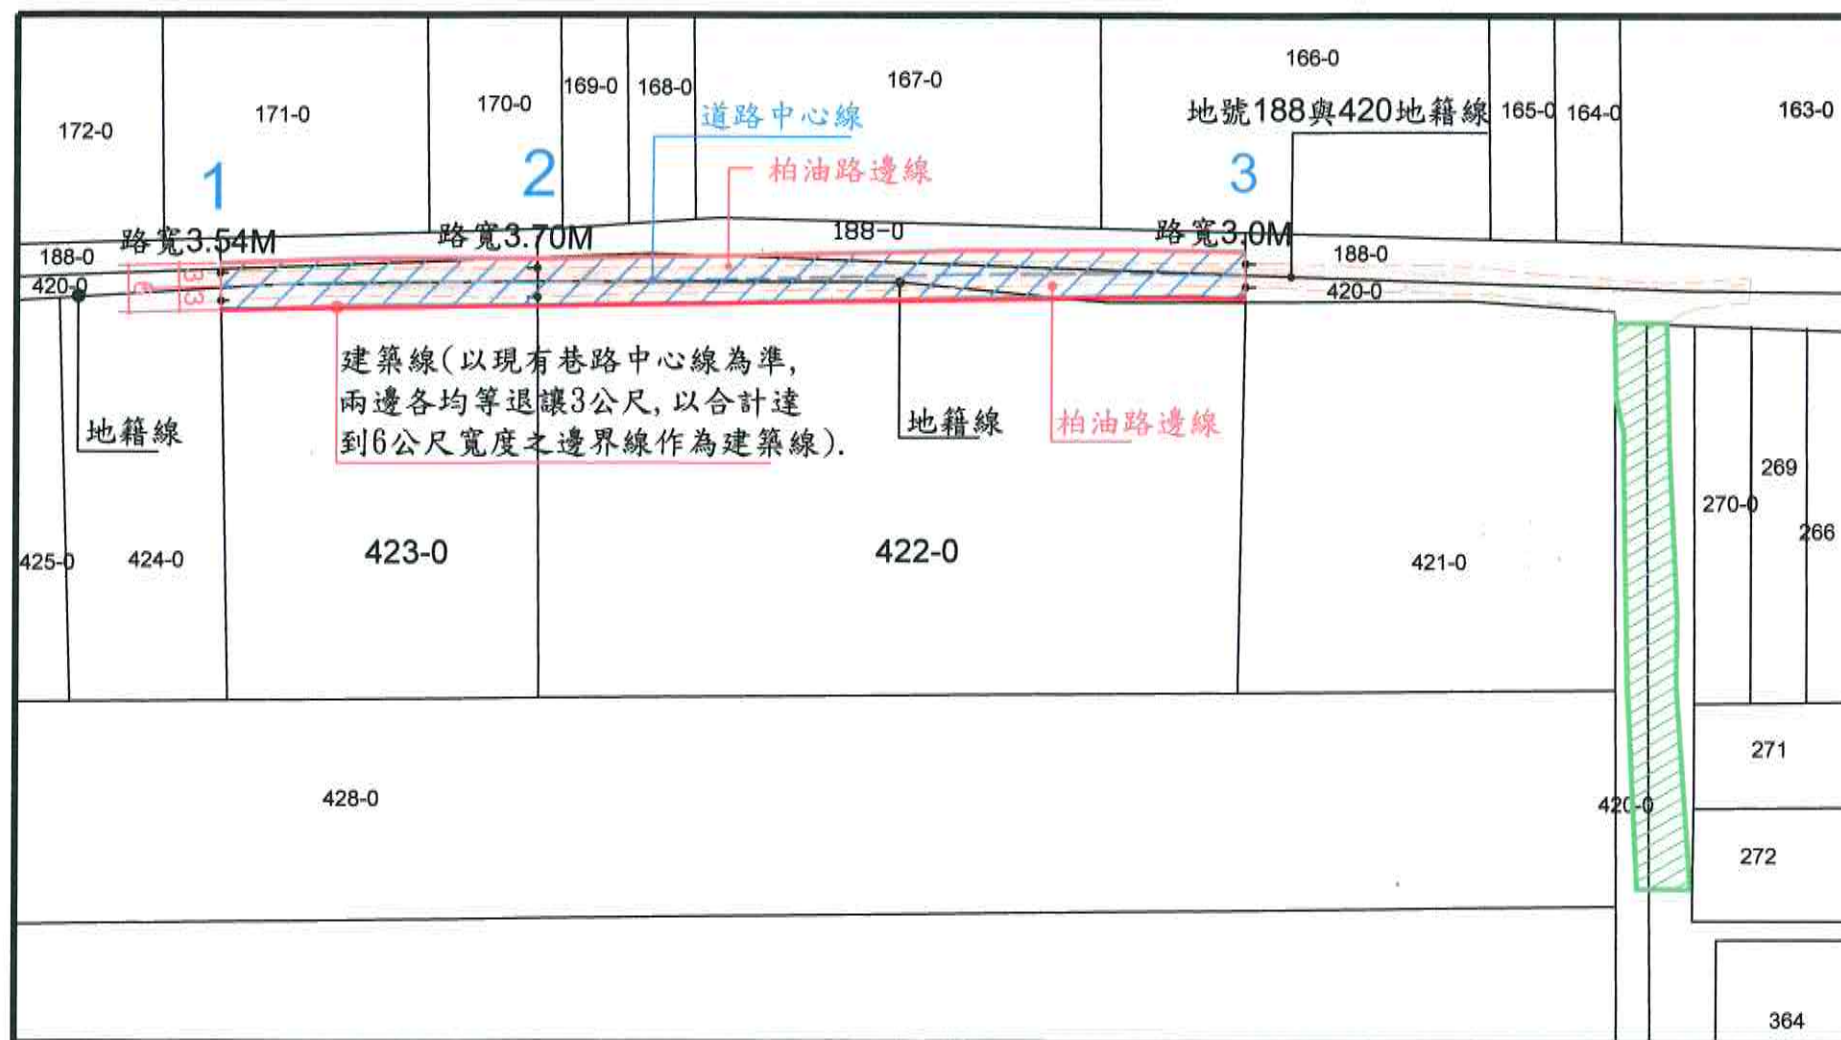 172-0
171-0
170-0
169-0
168-0
167-0
166-0
165-0
164-0
163-0
道路中心線
柏油路邊線
地號188與420地籍線
1
2
3
路寬3.54M
路寬3.70M
188-0
路寬3.0M
188-0
188-0
420-0
420-0
3
3
6
建築線(以現有巷路中心線為準,
兩邊各均等退讓3公尺, 以合計達
到6公尺寬度之邊界線作為建築線).
地籍線
地籍線
柏油路邊線
425-0
424-0
423-0
422-0
421-0
270-0
269
266
428-0
420-0
271
272
364